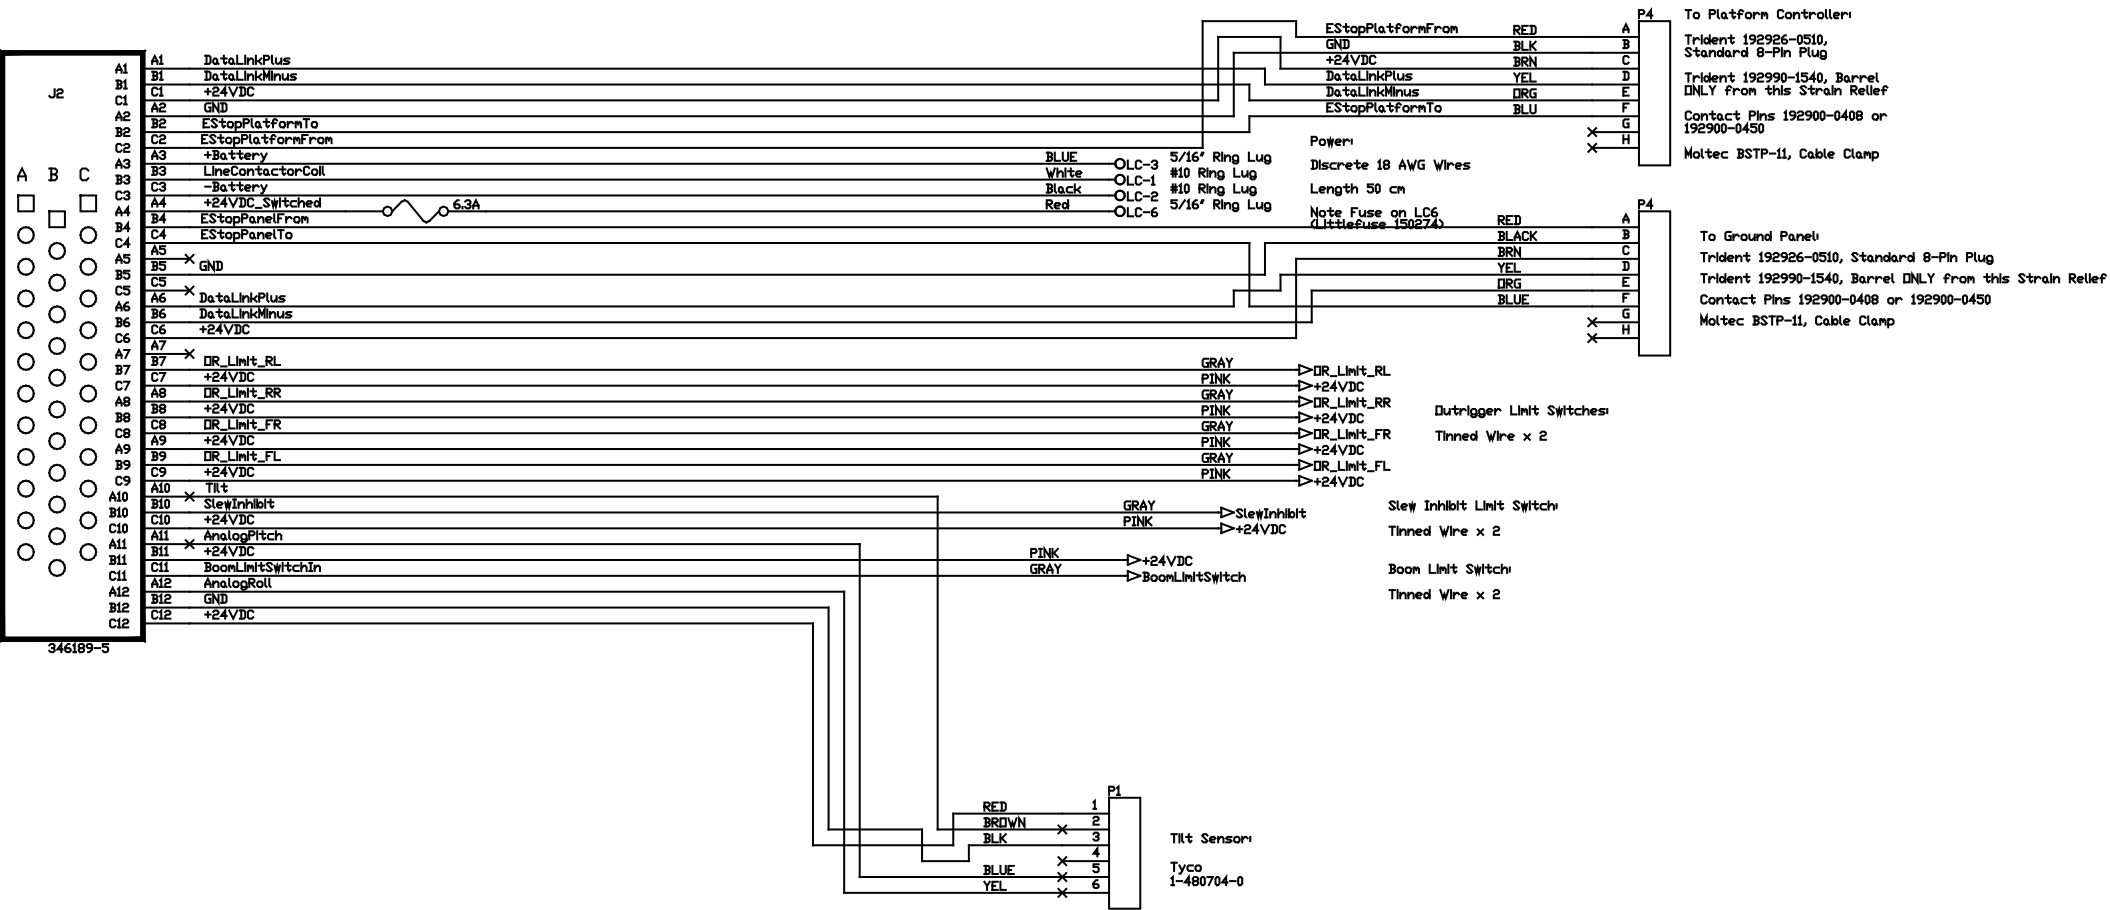 J2
A B C
346189-5
A1 A1 DataLinkPlus
B1 B1 DataLinkMinus
C1 C1 +24VDC
A2 A2 GND
B2 B2 EStopPlatformTo
C2 C2 EStopPlatformFrom
A3 A3 +Battery BLUE LC-3 5/16" Ring Lug
B3 B3 LineContactorCoil White LC-1 #10 Ring Lug
C3 C3 -Battery Black LC-2 #10 Ring Lug
A4 A4 +24VDC_Switched 6.3A Red LC-6 5/16" Ring Lug
B4 B4 EStopPanelFrom
C4 C4 EStopPanelTo
A5 A5
B5 B5 GND
C5 C5
A6 A6 DataLinkPlus
B6 B6 DataLinkMinus
C6 C6 +24VDC
A7 A7
B7 B7 OR_Limit_RL GRAY OR_Limit_RL
C7 C7 +24VDC PINK +24VDC
A8 A8 OR_Limit_RR GRAY OR_Limit_RR
B8 B8 +24VDC PINK +24VDC
C8 C8 OR_Limit_FR GRAY OR_Limit_FR
A9 A9 +24VDC PINK +24VDC
B9 B9 OR_Limit_FL GRAY OR_Limit_FL
C9 C9 +24VDC PINK +24VDC
A10 A10 Tilt
B10 B10 SlewInhibit GRAY SlewInhibit
C10 C10 +24VDC PINK +24VDC
A11 A11 AnalogPitch
B11 B11 +24VDC PINK +24VDC
C11 C11 BoomLimitSwitchIn GRAY BoomLimitSwitch
A12 A12 AnalogRoll
B12 B12 GND
C12 C12 +24VDC
P4
EStopPlatformFrom RED A
GND BLK B
+24VDC BRN C
DataLinkPlus YEL D
DataLinkMinus ORG E
EStopPlatformTo BLU F
G
H
To Platform Controller:
Trident 192926-0510,
Standard 8-Pin Plug
Trident 192990-1540, Barrel
ONLY from this Strain Relief
Contact Pins 192900-0408 or
192900-0450
Moltec BSTP-11, Cable Clamp
Power:
Discrete 18 AWG Wires
Length 50 cm
Note Fuse on LC6
(Littlefuse 150274)
P4
RED A
BLACK B
BRN C
YEL D
ORG E
BLUE F
G
H
To Ground Panel:
Trident 192926-0510, Standard 8-Pin Plug
Trident 192990-1540, Barrel ONLY from this Strain Relief
Contact Pins 192900-0408 or 192900-0450
Moltec BSTP-11, Cable Clamp
Outrigger Limit Switches:
Tinned Wire x 2
Slew Inhibit Limit Switch:
Tinned Wire x 2
Boom Limit Switch:
Tinned Wire x 2
P1
RED 1
BROWN 2
BLK 3
4
BLUE 5
YEL 6
Tilt Sensor:
Tyco
1-480704-0